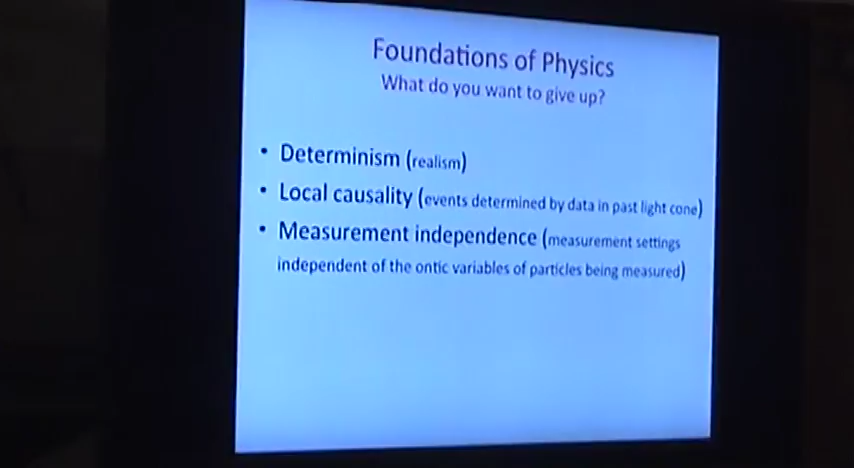 Foundations of Physics
What do you want to give up?
• Determinism (realism)
• Local causality (events determined by data in past light cone)
• Measurement independence (measurement settings
independent of the ontic variables of particles being measured)